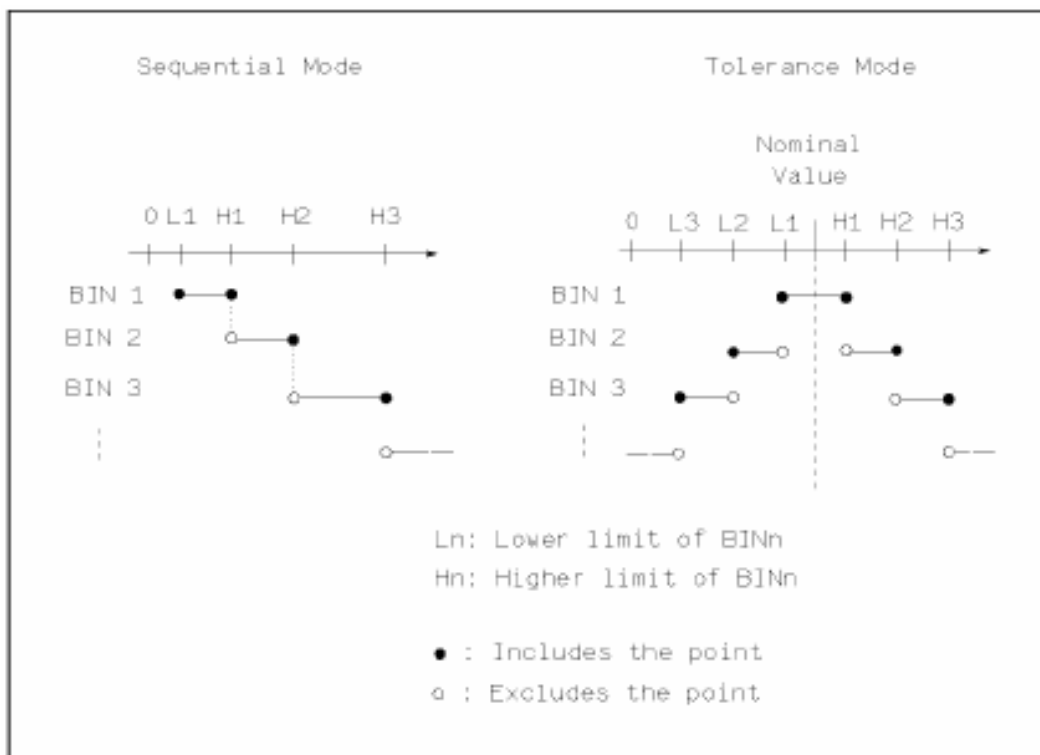 Sequential Mode
Tolerance Mode
Nominal
Value
0 L1 H1 H2 H3
0 L3 L2 L1 H1 H2 H3
BIN 1
BIN 2
BIN 3
BIN 1
BIN 2
BIN 3
Ln: Lower limit of BINn
Hn: Higher limit of BINn
● : Includes the point
○ : Excludes the point